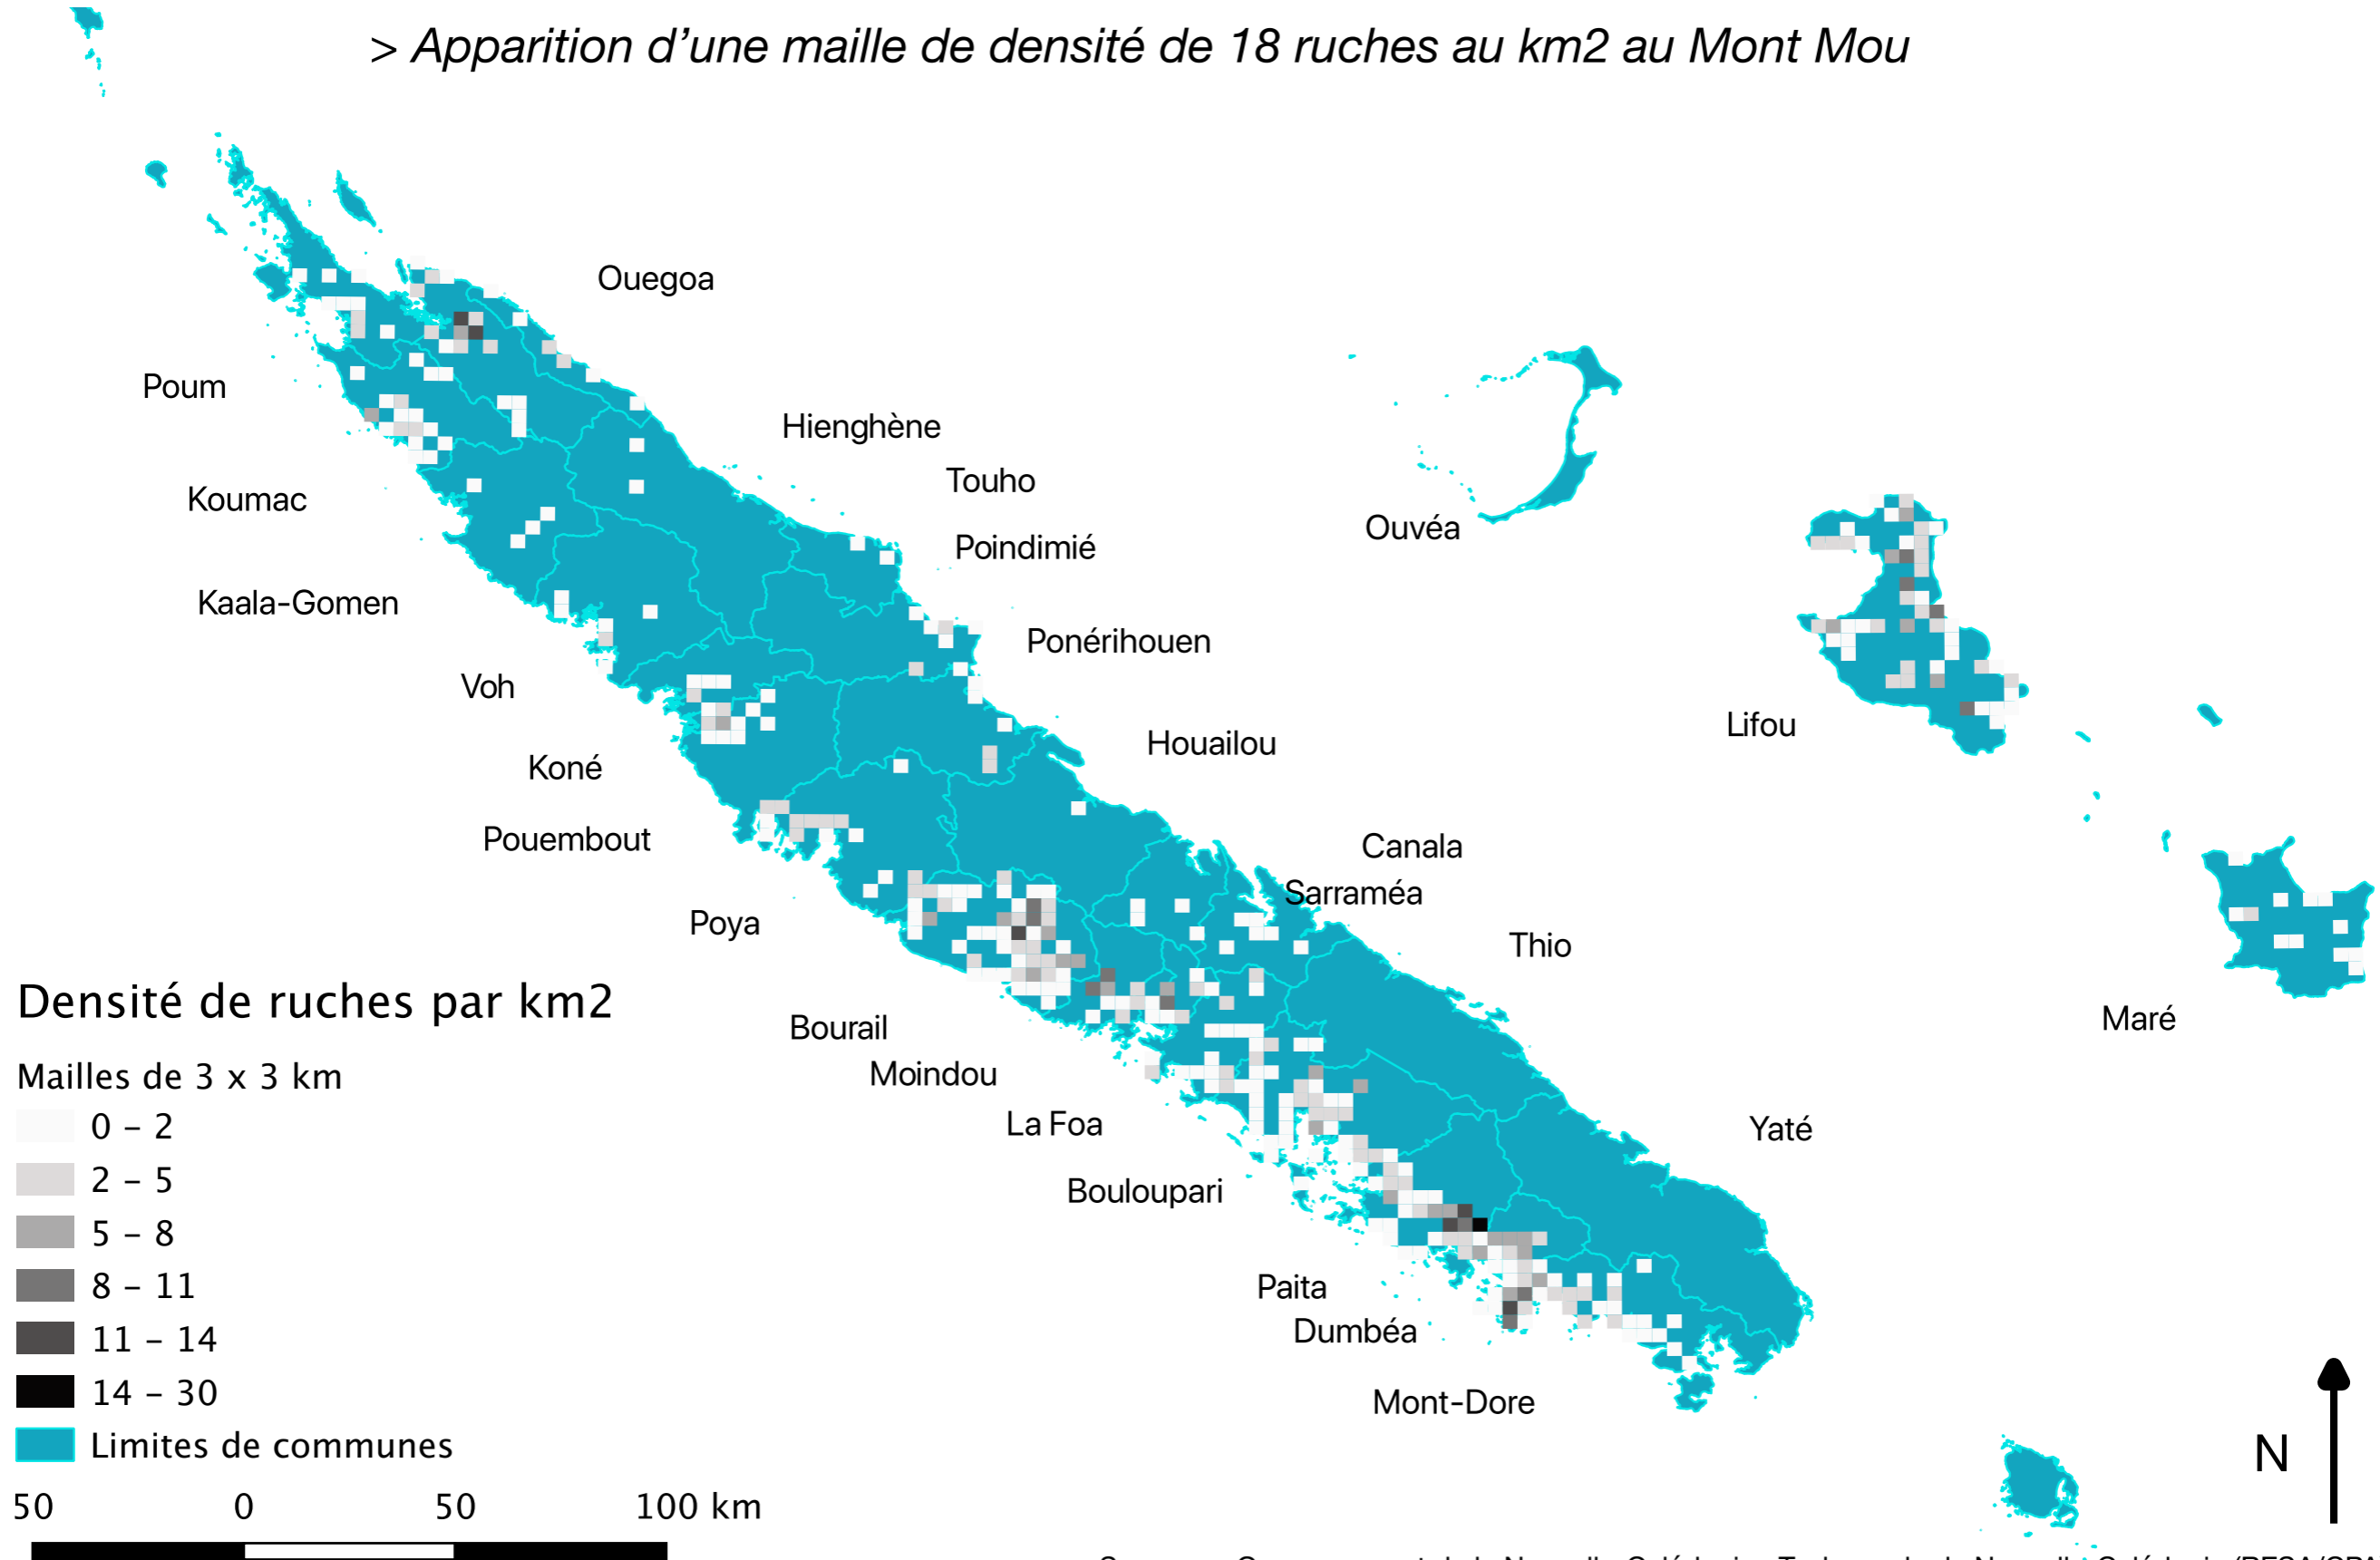 > Apparition d’une maille de densité de 18 ruches au km2 au Mont Mou
Ouegoa
Poum
Hienghène
Touho
Koumac
Ouvéa
Poindimié
Kaala-Gomen
Ponérihouen
Voh
Lifou
Houailou
Koné
Pouembout
Canala
Sarraméa
Poya
Thio
Densité de ruches par km2
Maré
Bourail
Mailles de 3 x 3 km
Moindou
0 – 2
La Foa
Yaté
2 – 5
Bouloupari
5 – 8
8 – 11
Paita
11 – 14
Dumbéa
14 – 30
Mont-Dore
Limites de communes
N
50 0 50 100 km